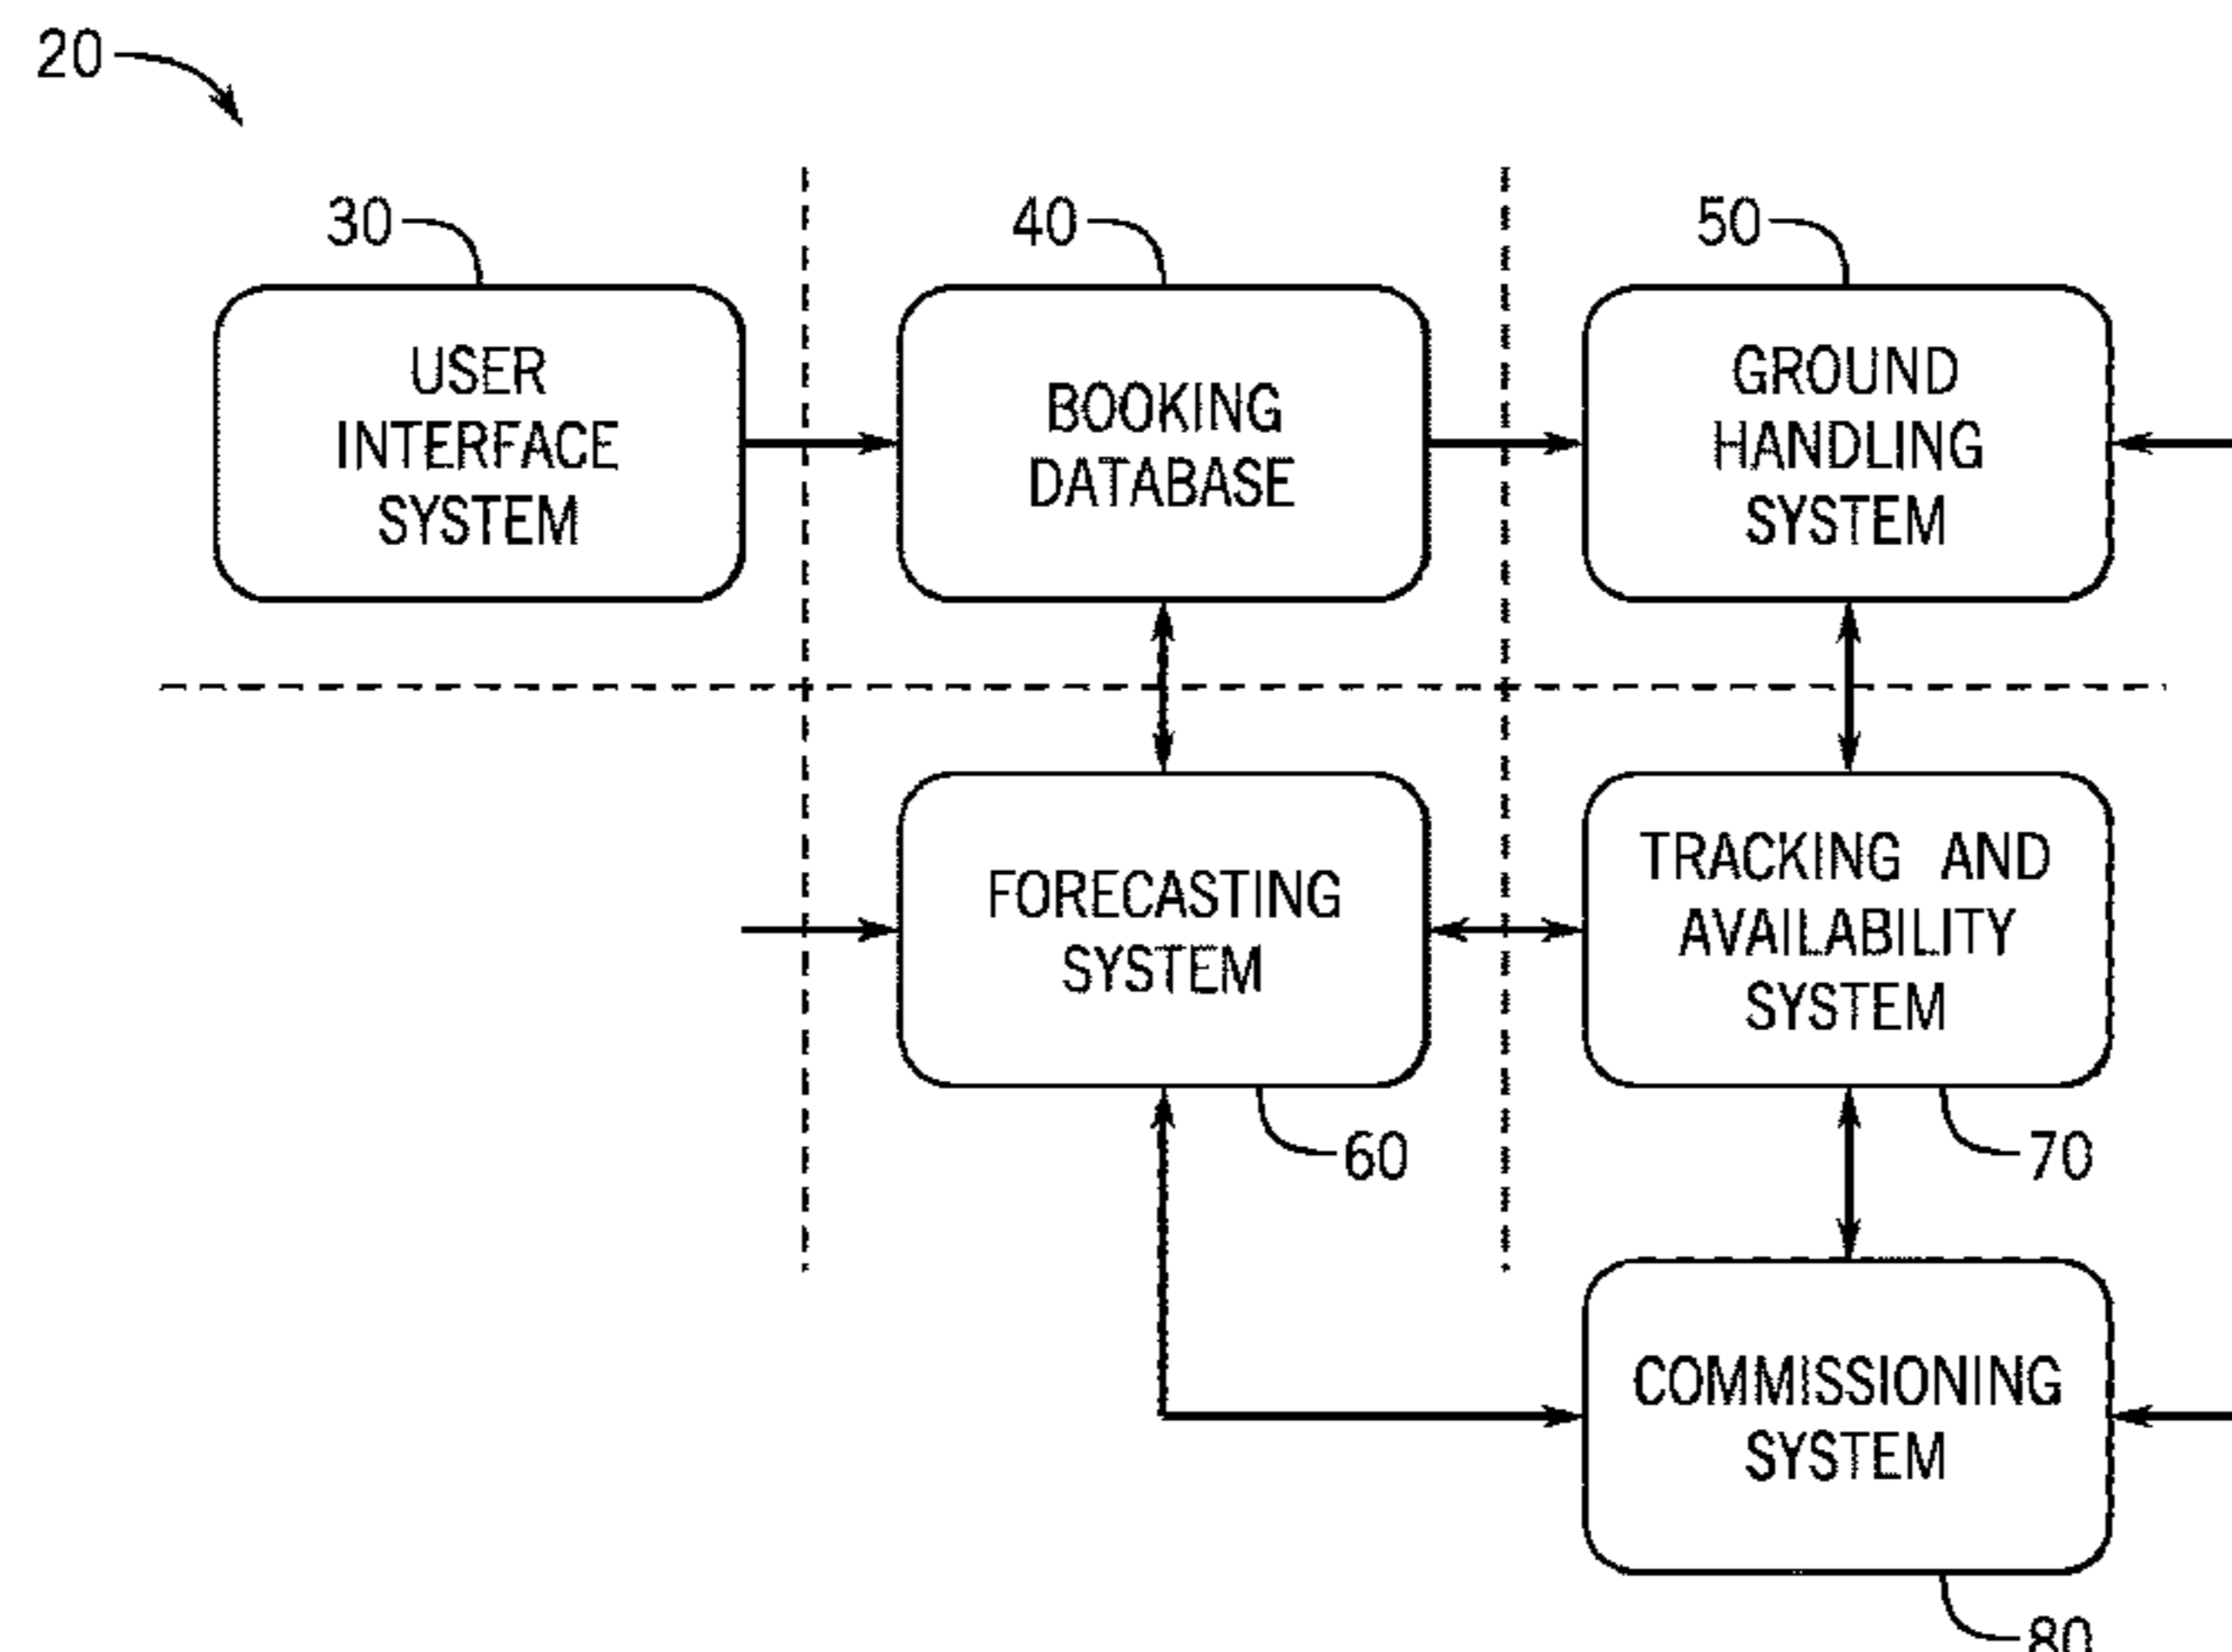 20
30
40
50
USER
INTERFACE
SYSTEM
BOOKING
DATABASE
GROUND
HANDLING
SYSTEM
FORECASTING
SYSTEM
TRACKING AND
AVAILABILITY
SYSTEM
60
70
COMMISSIONING
SYSTEM
80